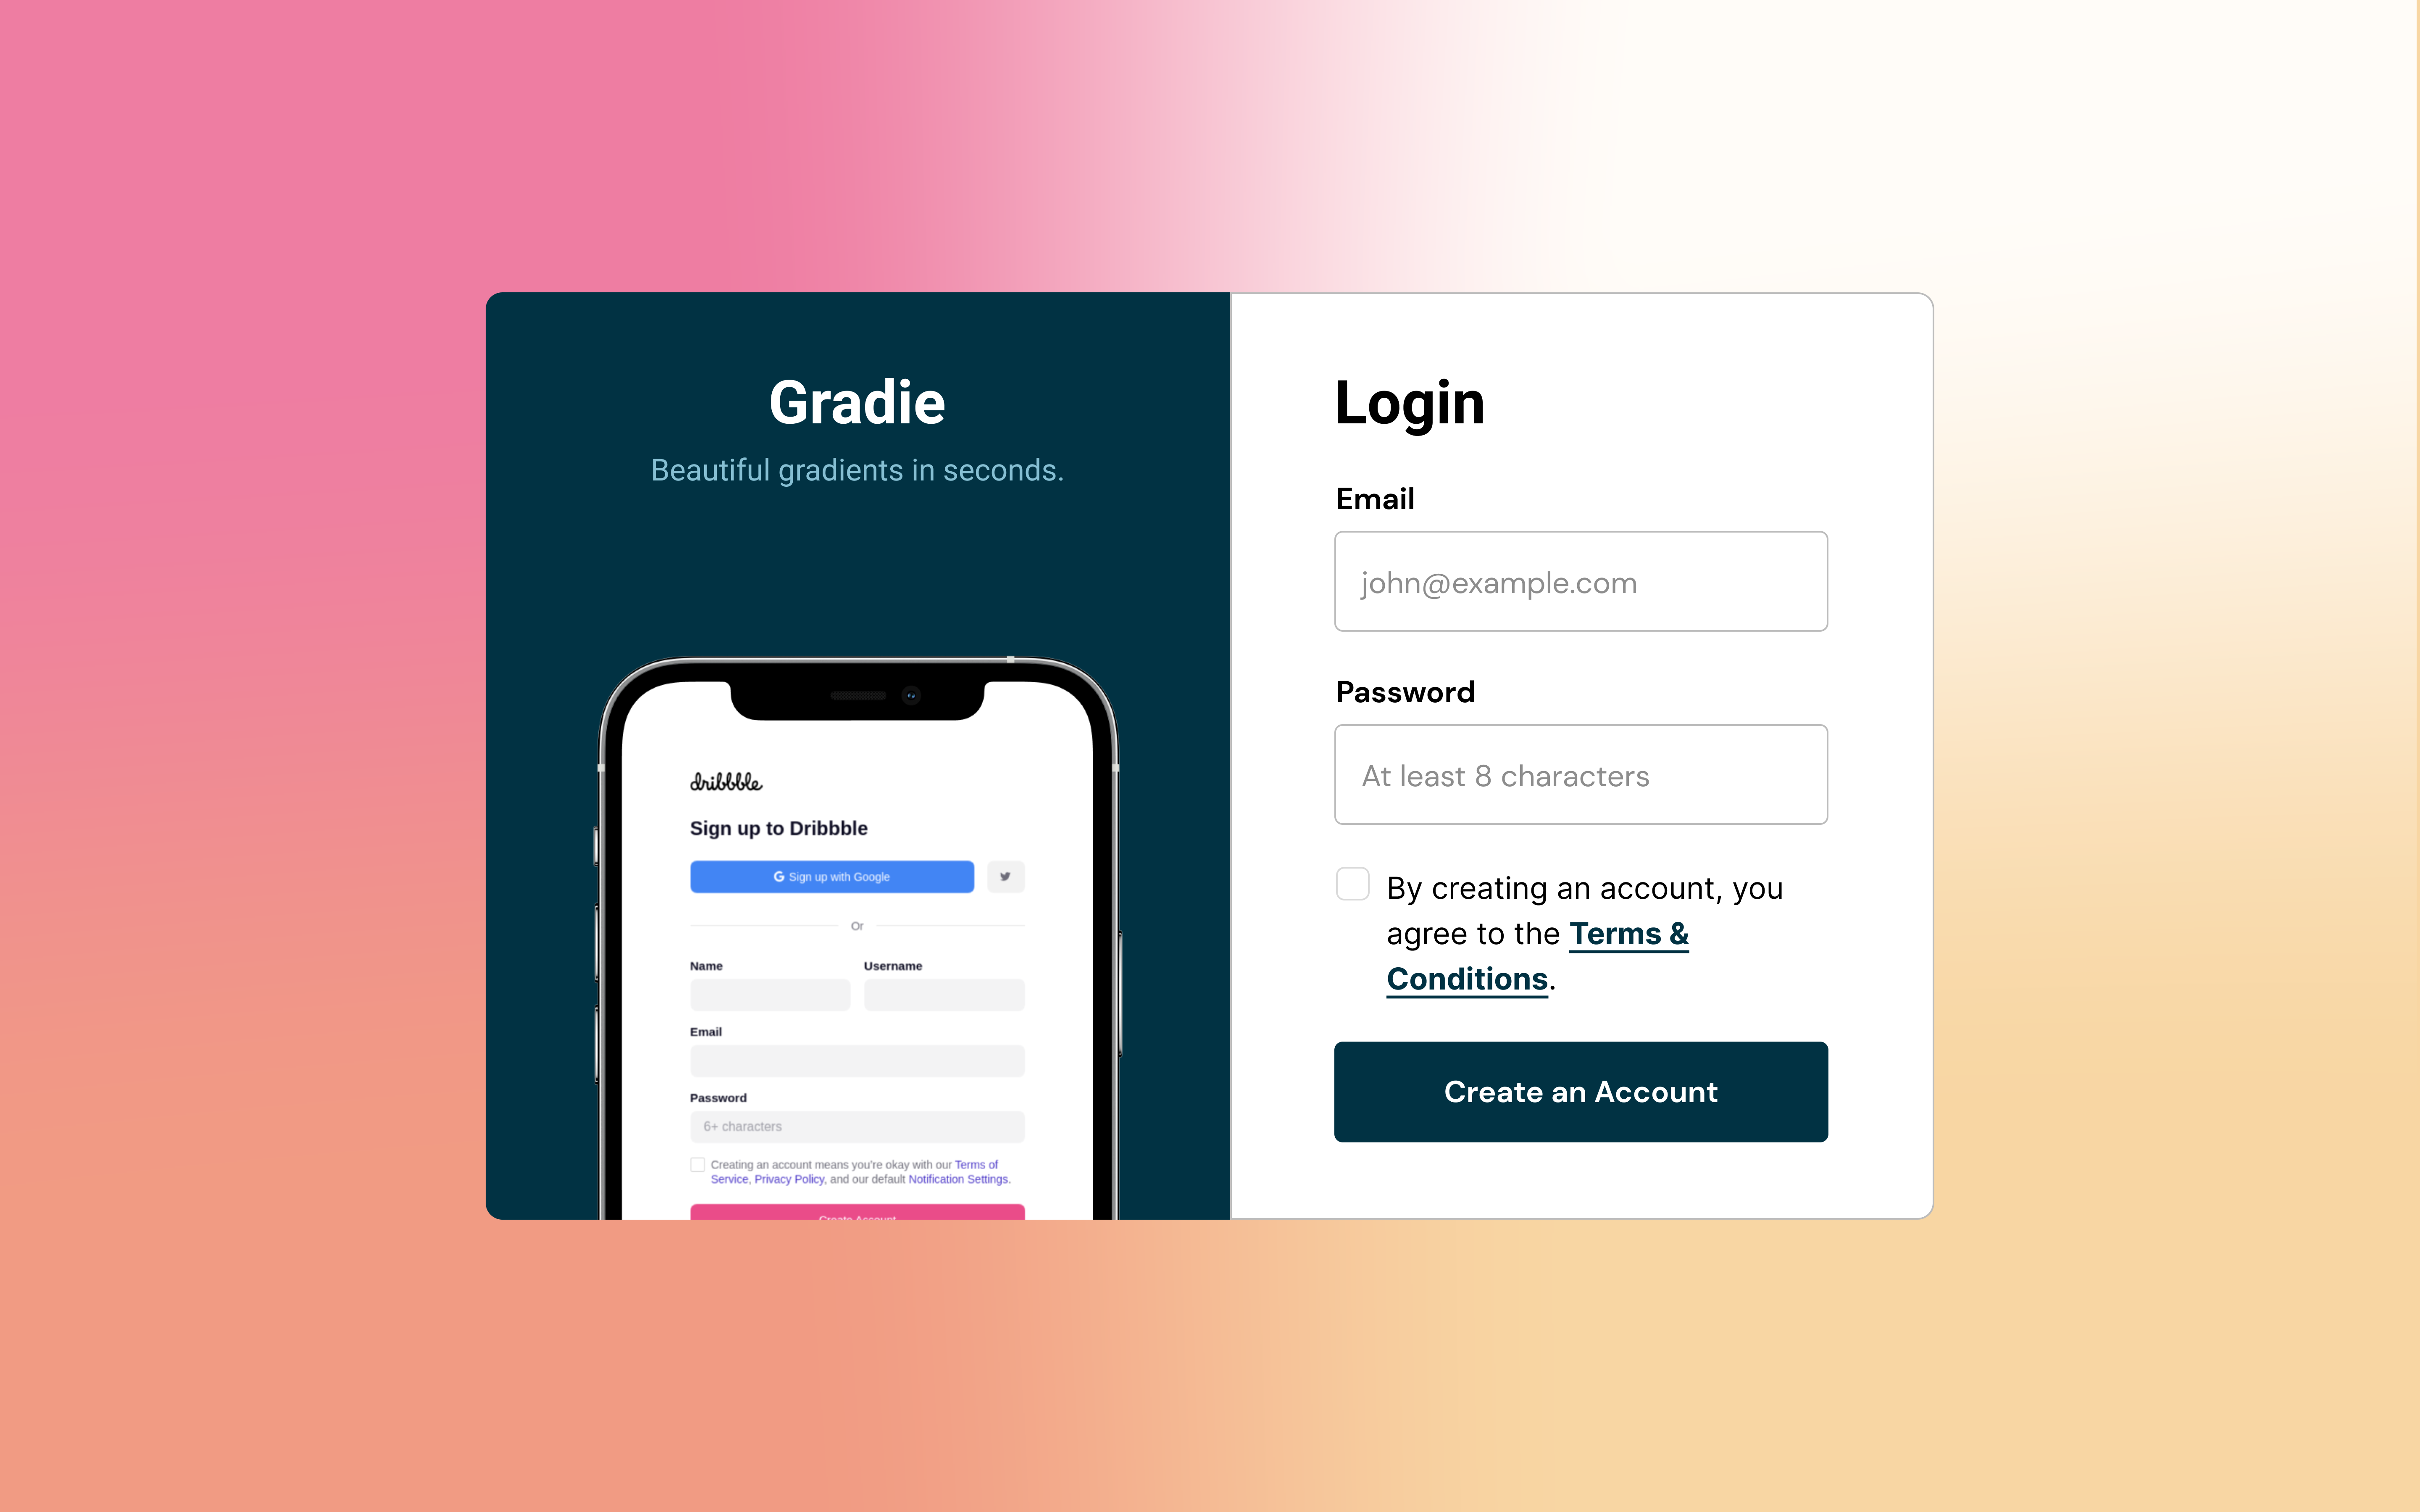 Gradie
Beautiful gradients in seconds.
dribbble
Sign up to Dribbble
G Sign up with Google
Or
Name Username
Email
Password
6+ characters
Creating an account means you're okay with our Terms of
Service, Privacy Policy, and our default Notification Settings.
Create Account
Login
Email
john@example.com
Password
At least 8 characters
By creating an account, you
agree to the Terms &
Conditions.
Create an Account